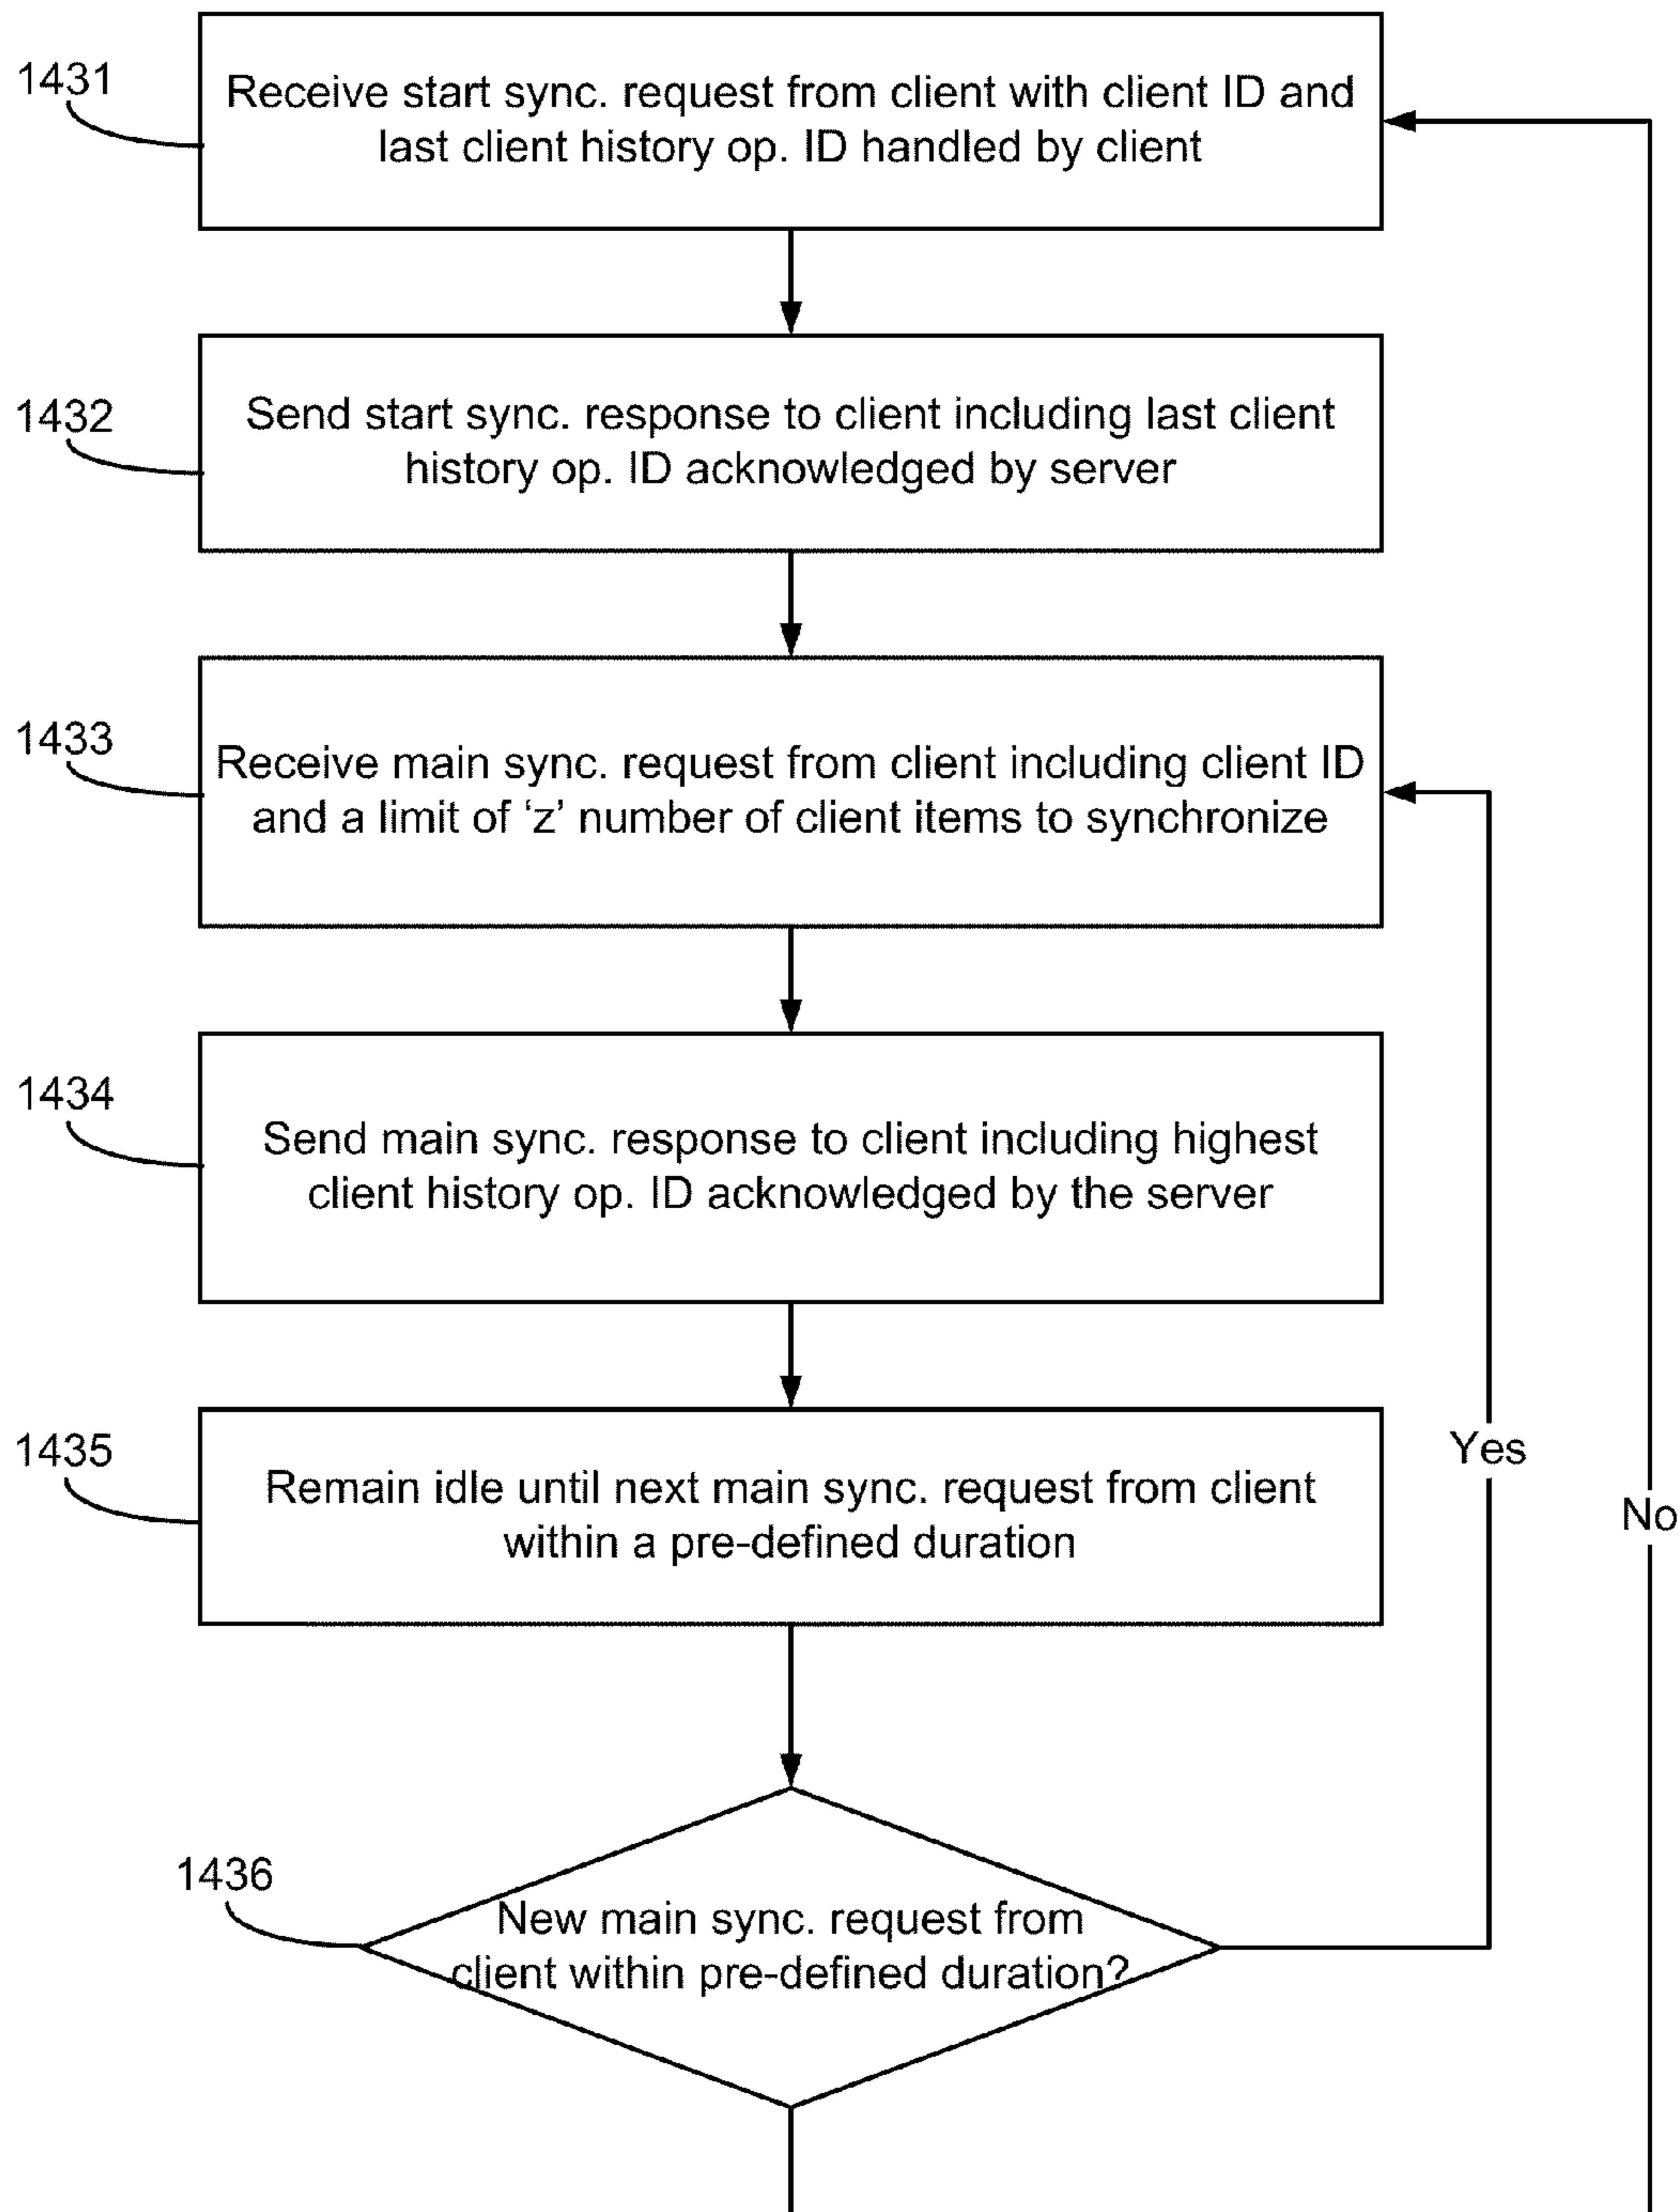 1431
Receive start sync. request from client with client ID and
last client history op. ID handled by client
1432
Send start sync. response to client including last client
history op. ID acknowledged by server
1433
Receive main sync. request from client including client ID
and a limit of ‘z’ number of client items to synchronize
1434
Send main sync. response to client including highest
client history op. ID acknowledged by the server
1435
Remain idle until next main sync. request from client
within a pre-defined duration
Yes
No
1436
New main sync. request from
client within pre-defined duration?